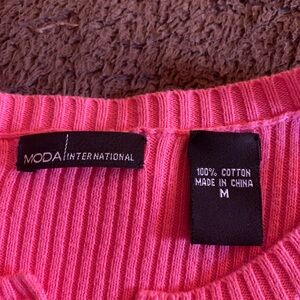 MODA INTERNATIONAL
100% COTTON
MADE IN CHINA
M